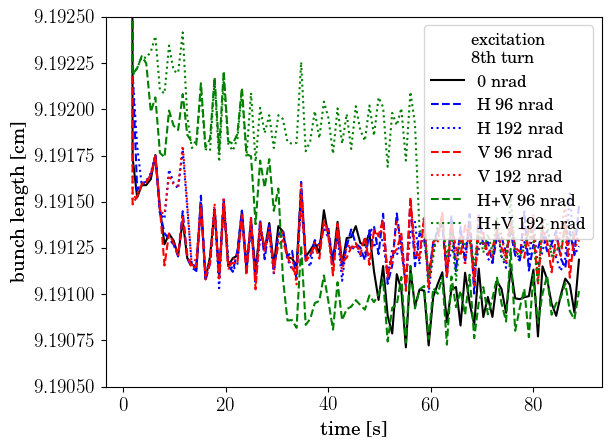 9.19250
9.19225
9.19200
9.19175
9.19150
9.19125
9.19100
9.19075
9.19050
bunch length [cm]
0 20 40 60 80
time [s]
excitation
8th turn
0 nrad
H 96 nrad
H 192 nrad
V 96 nrad
V 192 nrad
H+V 96 nrad
H+V 192 nrad